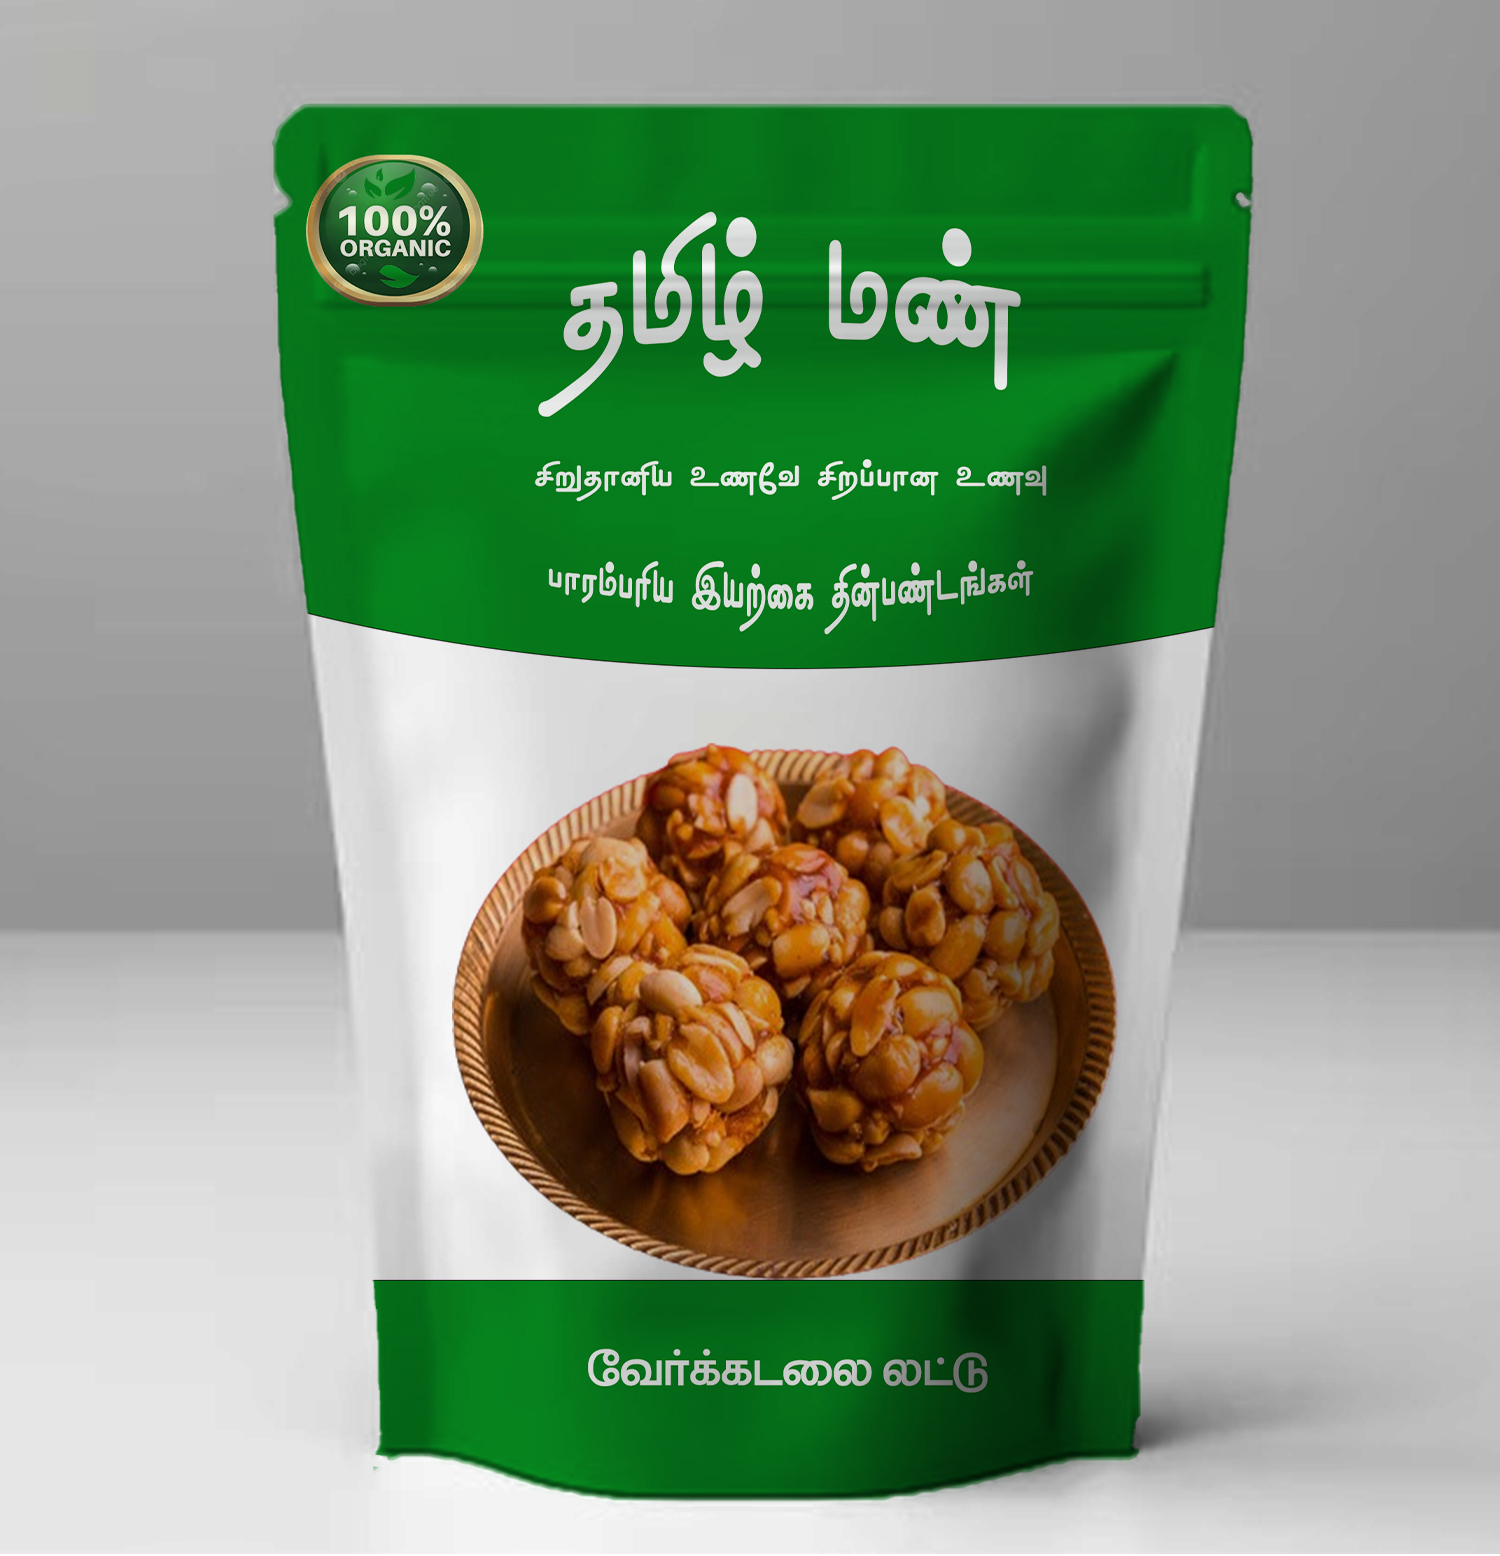 100%
ORGANIC
தமிழ் மண்
சிறுதானிய உணவே சிறப்பான உணவு
பாரம்பரிய இயற்கை தின்பண்டங்கள்
வேர்க்கடலை லட்டு